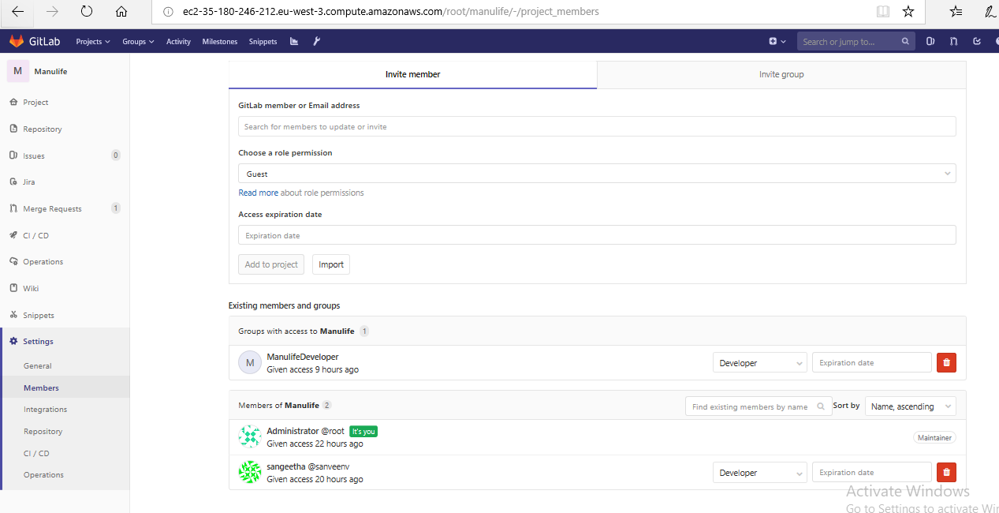 ec2-35-180-246-212.eu-west-3.compute.amazonaws.com/root/manulife/-/project_members
GitLab Projects Groups Activity Milestones Snippets Search or jump to...
M Manulife
Project
Repository
Issues 0
Jira
Merge Requests 1
CI / CD
Operations
Wiki
Snippets
Settings
General
Members
Integrations
Repository
CI / CD
Operations
Invite member Invite group
GitLab member or Email address
Search for members to update or invite
Choose a role permission
Guest
Read more about role permissions
Access expiration date
Expiration date
Add to project Import
Existing members and groups
Groups with access to Manulife 1
M
ManulifeDeveloper
Given access 9 hours ago
Developer Expiration date
Members of Manulife 2 Find existing members by name Sort by Name, ascending
Administrator @root It's you
Given access 22 hours ago
Maintainer
sangeetha @sanveenv
Given access 20 hours ago
Developer Expiration date
Activate Windows
Go to Settings to activate Win